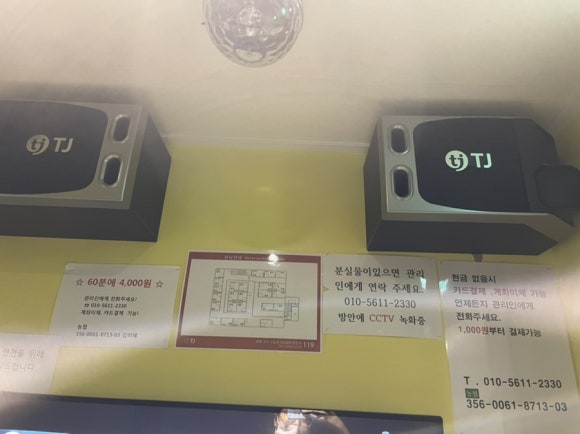 TJ
TJ
☆ 60분에 4,000원 ☆
관리인에게 전화주세요!
☎ 010-5611-2330
계좌이체, 카드결제 가능!
농협
356-0061-8713-03
119
TJ
분실물이있으면 관리
인에게 연락 주세요.
010-5611-2330
방안에 CCTV 녹화중
현금 없을시
카드결제 ,계좌이체 가능
언제든지 관리인에게
전화주세요.
1,000원부터 결제가능
T . 010-5611-2330
농협
356-0061-8713-03